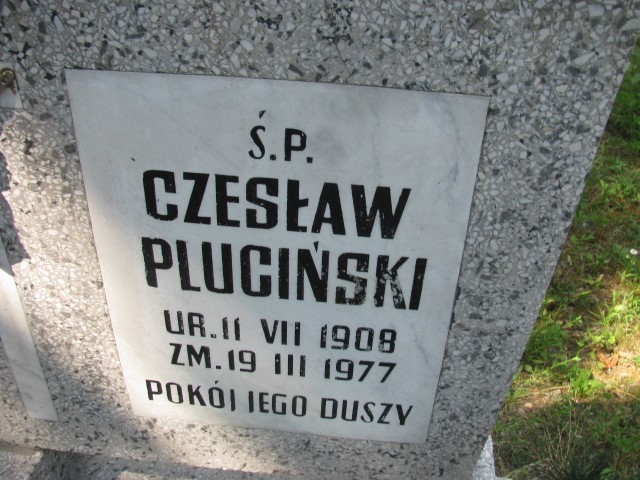 Ś.P.
CZESŁAW
PLUCIŃSKI
UR. 11 VII 1908
ZM. 19 III 1977
POKÓJ JEGO DUSZY